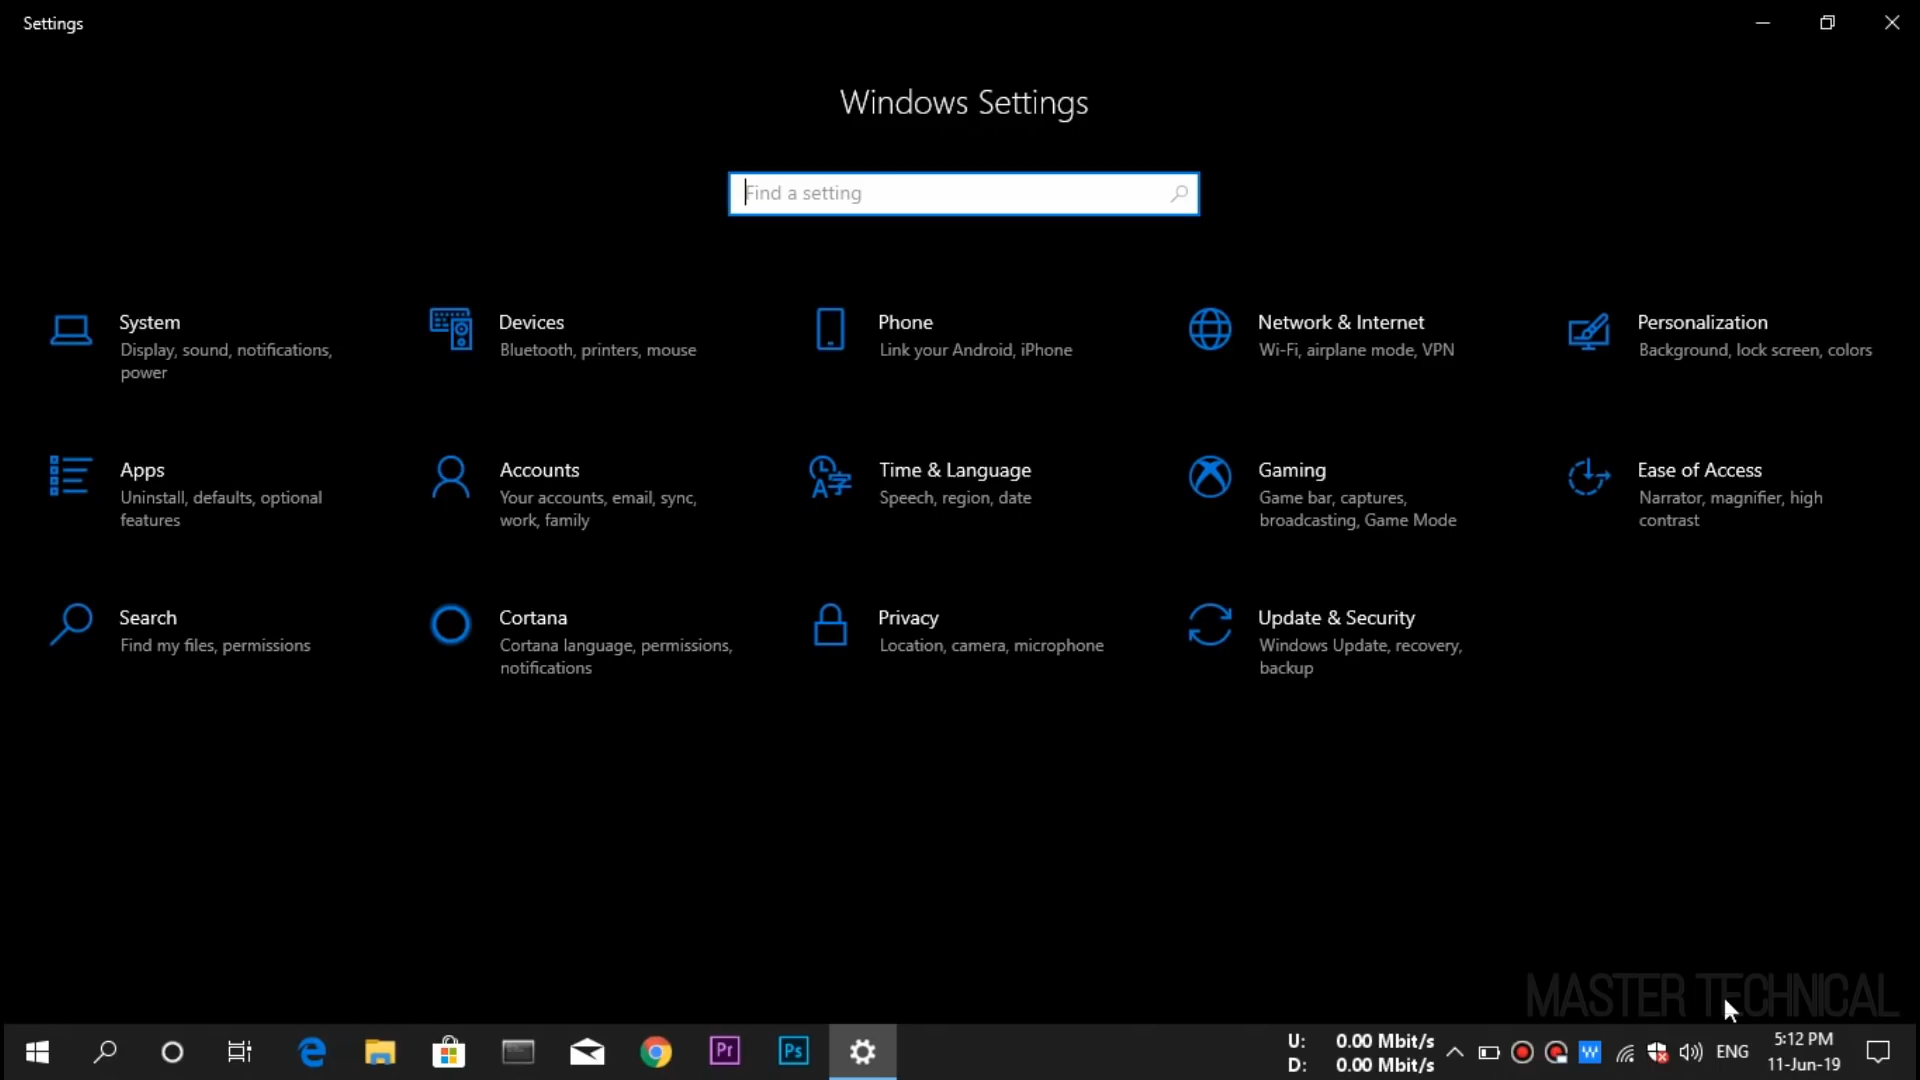 Settings
Windows Settings
Find a setting
System
Display, sound, notifications,
power
Devices
Bluetooth, printers, mouse
Phone
Link your Android, iPhone
Network & Internet
Wi-Fi, airplane mode, VPN
Personalization
Background, lock screen, colors
Apps
Uninstall, defaults, optional
features
Accounts
Your accounts, email, sync,
work, family
Time & Language
Speech, region, date
Gaming
Game bar, captures,
broadcasting, Game Mode
Ease of Access
Narrator, magnifier, high
contrast
Search
Find my files, permissions
Cortana
Cortana language, permissions,
notifications
Privacy
Location, camera, microphone
Update & Security
Windows Update, recovery,
backup
MASTER TECHNICAL
Pr
Ps
U: 0.00 Mbit/s
D: 0.00 Mbit/s
W
ENG
5:12 PM
11-Jun-19